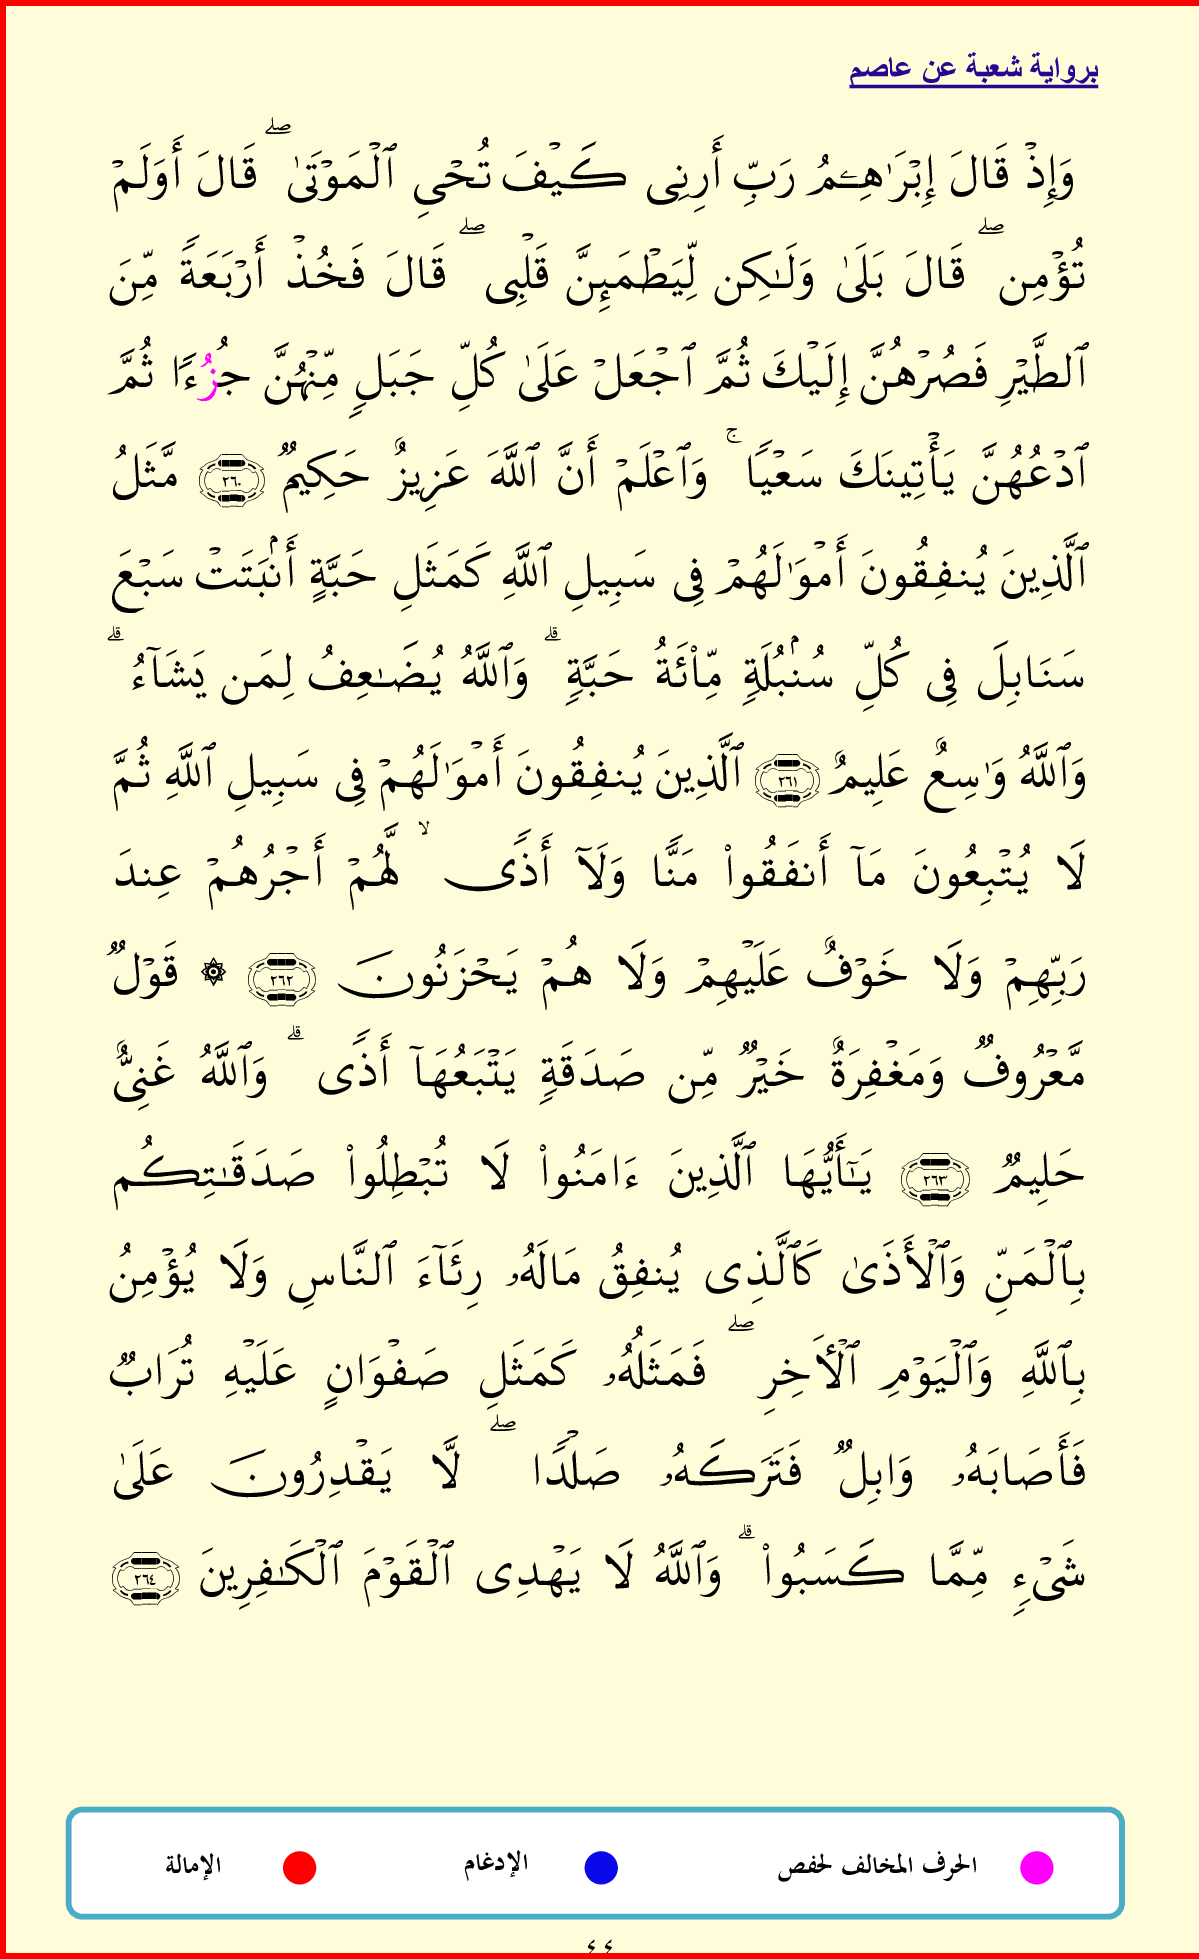 برواية شعبة عن عاصم
وَإِذۡ قَالَ إِبۡرَٰهِـۧمُ رَبِّ أَرِنِي كَيۡفَ تُحۡيِ ٱلۡمَوۡتَىٰۖ قَالَ أَوَلَمۡ
تُؤۡمِنۖ قَالَ بَلَىٰ وَلَٰكِن لِّيَطۡمَئِنَّ قَلۡبِيۖ قَالَ فَخُذۡ أَرۡبَعَةٗ مِّنَ
ٱلطَّيۡرِ فَصُرۡهُنَّ إِلَيۡكَ ثُمَّ ٱجۡعَلۡ عَلَىٰ كُلِّ جَبَلٖ مِّنۡهُنَّ جُزُءٗا ثُمَّ
ٱدۡعُهُنَّ يَأۡتِينَكَ سَعۡيٗاۚ وَٱعۡلَمۡ أَنَّ ٱللَّهَ عَزِيزٌ حَكِيمٞ ٢٦٠ مَّثَلُ
ٱلَّذِينَ يُنفِقُونَ أَمۡوَٰلَهُمۡ فِي سَبِيلِ ٱللَّهِ كَمَثَلِ حَبَّةٍ أَنۢبَتَتۡ سَبۡعَ
سَنَابِلَ فِي كُلِّ سُنۢبُلَةٖ مِّاْئَةُ حَبَّةٖۗ وَٱللَّهُ يُضَٰعِفُ لِمَن يَشَآءُۗ
وَٱللَّهُ وَٰسِعٌ عَلِيمٌ ٢٦١ ٱلَّذِينَ يُنفِقُونَ أَمۡوَٰلَهُمۡ فِي سَبِيلِ ٱللَّهِ ثُمَّ
لَا يُتۡبِعُونَ مَآ أَنفَقُواْ مَنّٗا وَلَآ أَذٗى ۙ لَّهُمۡ أَجۡرُهُمۡ عِندَ
رَبِّهِمۡ وَلَا خَوۡفٌ عَلَيۡهِمۡ وَلَا هُمۡ يَحۡزَنُونَ ٢٦٢ ۞ قَوۡلٞ
مَّعۡرُوفٞ وَمَغۡفِرَةٌ خَيۡرٞ مِّن صَدَقَةٖ يَتۡبَعُهَآ أَذٗىۗ وَٱللَّهُ غَنِيٌّ
حَلِيمٞ ٢٦٣ يَٰٓأَيُّهَا ٱلَّذِينَ ءَامَنُواْ لَا تُبۡطِلُواْ صَدَقَٰتِكُم
بِٱلۡمَنِّ وَٱلۡأَذَىٰ كَٱلَّذِي يُنفِقُ مَالَهُۥ رِئَآءَ ٱلنَّاسِ وَلَا يُؤۡمِنُ
بِٱللَّهِ وَٱلۡيَوۡمِ ٱلۡأَخِرِۖ فَمَثَلُهُۥ كَمَثَلِ صَفۡوَانٍ عَلَيۡهِ تُرَابٞ
فَأَصَابَهُۥ وَابِلٞ فَتَرَكَهُۥ صَلۡدٗاۖ لَّا يَقۡدِرُونَ عَلَىٰ
شَيۡءٖ مِّمَّا كَسَبُواْۗ وَٱللَّهُ لَا يَهۡدِي ٱلۡقَوۡمَ ٱلۡكَٰفِرِينَ ٢٦٤
الحرف المخالف لحفص الإدغام الإمالة
٤٤